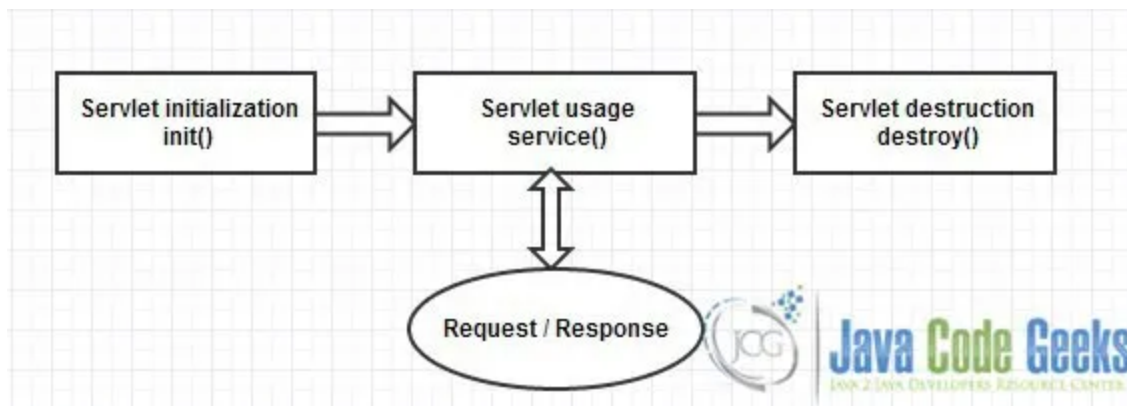 Servlet initialization
init()
Servlet usage
service()
Servlet destruction
destroy()
Request / Response
JCG
Java Code Geeks
JAVA 2 JAVA DEVELOPERS RESOURCE CENTER